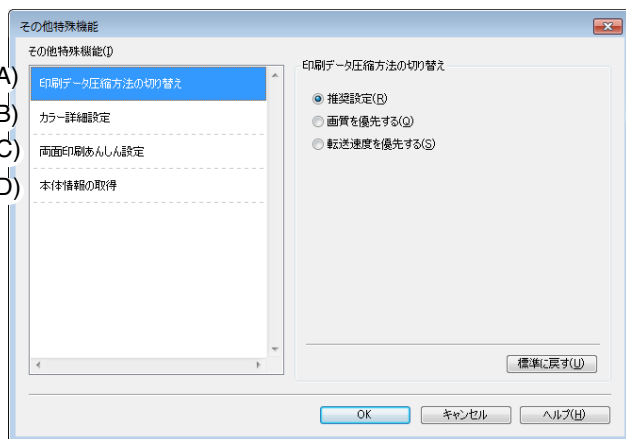 その他特殊機能
その他特殊機能(I)
A)
印刷データ圧縮方法の切り替え
B)
カラー詳細設定
C)
両面印刷あんしん設定
D)
本体情報の取得
印刷データ圧縮方法の切り替え
推奨設定(R)
画質を優先する(Q)
転送速度を優先する(S)
標準に戻す(U)
OK
キャンセル
ヘルプ(H)